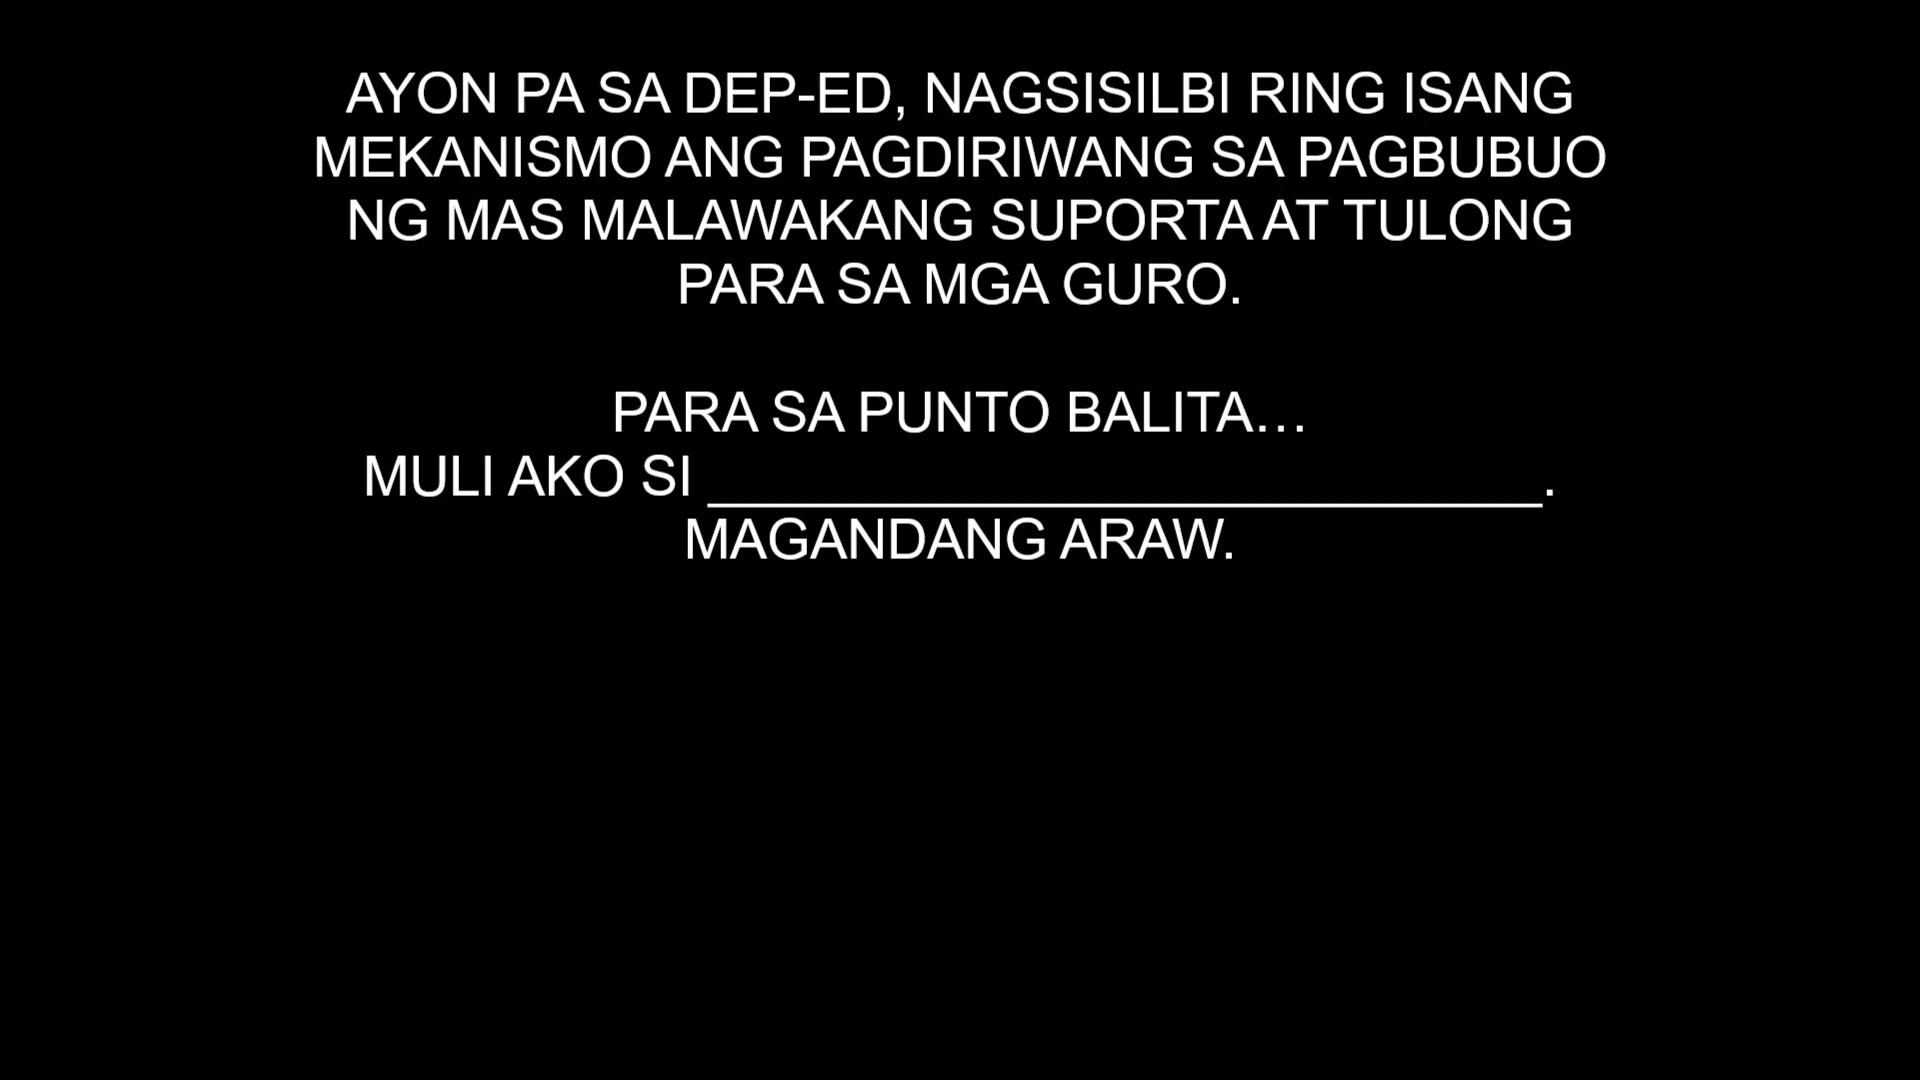 AYON PA SA DEP-ED, NAGSISILBI RING ISANG
MEKANISMO ANG PAGDIRIWANG SA PAGBUBUO
NG MAS MALAWAKANG SUPORTA AT TULONG
PARA SA MGA GURO.
PARA SA PUNTO BALITA…
MULI AKO SI __________________________.
MAGANDANG ARAW.